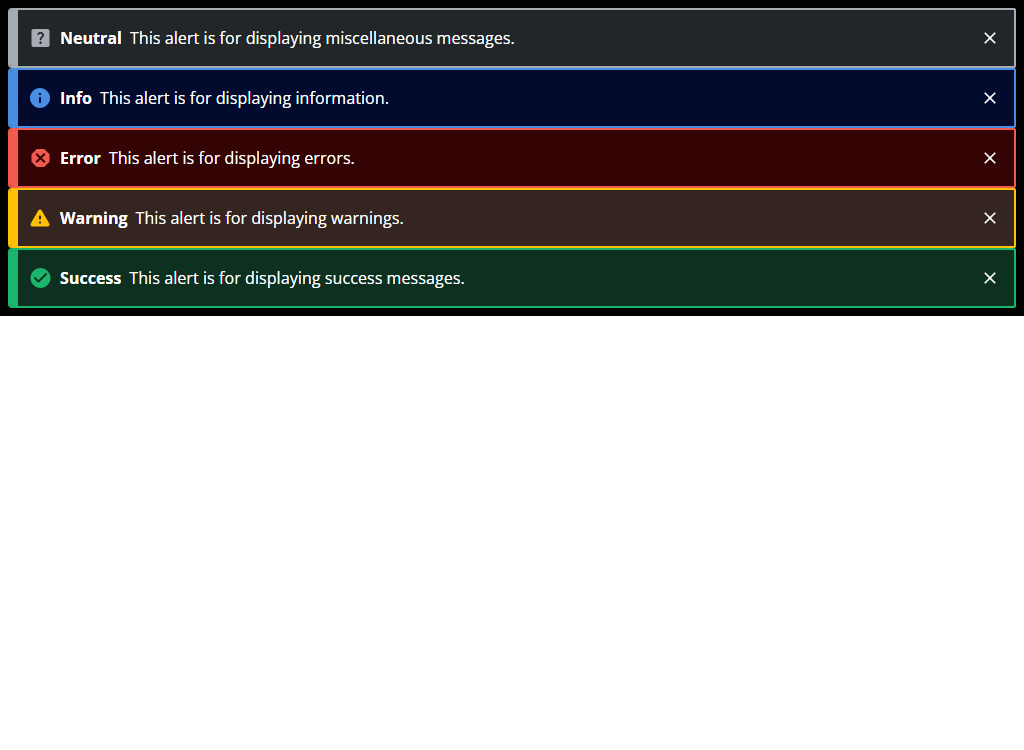 Neutral This alert is for displaying miscellaneous messages.
Info This alert is for displaying information.
Error This alert is for displaying errors.
Warning This alert is for displaying warnings.
Success This alert is for displaying success messages.